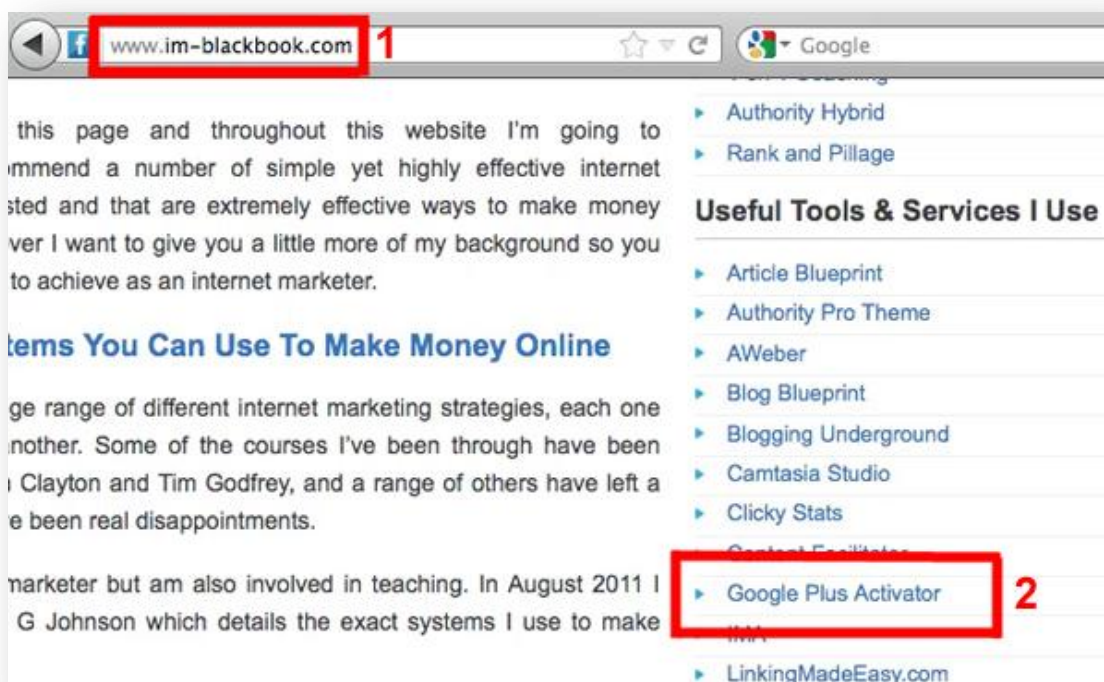 www.im-blackbook.com 1
Google
Authority Hybrid
Rank and Pillage
this page and throughout this website I'm going to
ommend a number of simple yet highly effective internet
sted and that are extremely effective ways to make money
ver I want to give you a little more of my background so you
to achieve as an internet marketer.
tems You Can Use To Make Money Online
ge range of different internet marketing strategies, each one
another. Some of the courses I've been through have been
Clayton and Tim Godfrey, and a range of others have left a
e been real disappointments.
marketer but am also involved in teaching. In August 2011 I
G Johnson which details the exact systems I use to make
Useful Tools & Services I Use
Article Blueprint
Authority Pro Theme
AWeber
Blog Blueprint
Blogging Underground
Camtasia Studio
Clicky Stats
Content Facilitator
Google Plus Activator 2
IMA
LinkingMadeEasy.com